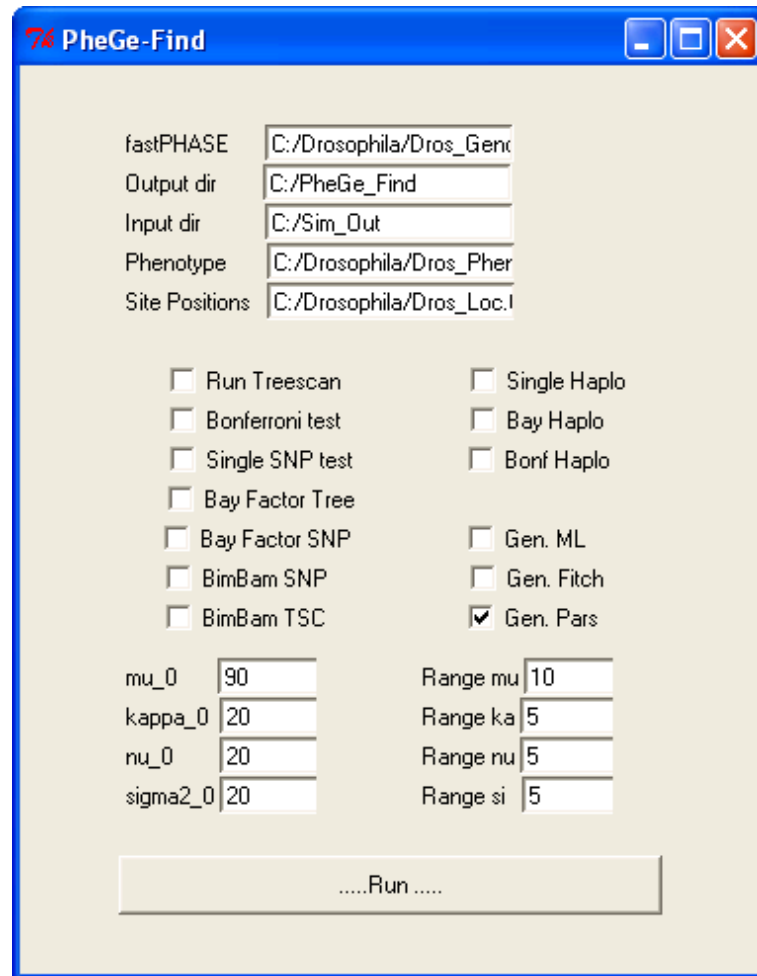 7k PheGe-Find
fastPHASE C:/Drosophila/Dros_Geno
Output dir C:/PheGe_Find
Input dir C:/Sim_Out
Phenotype C:/Drosophila/Dros_Phen
Site Positions C:/Drosophila/Dros_Loc.
Run Treescan Single Haplo
Bonferroni test Bay Haplo
Single SNP test Bonf Haplo
Bay Factor Tree
Bay Factor SNP Gen. ML
BimBam SNP Gen. Fitch
BimBam TSC Gen. Pars
mu_0 90 Range mu 10
kappa_0 20 Range ka 5
nu_0 20 Range nu 5
sigma2_0 20 Range si 5
.....Run .....